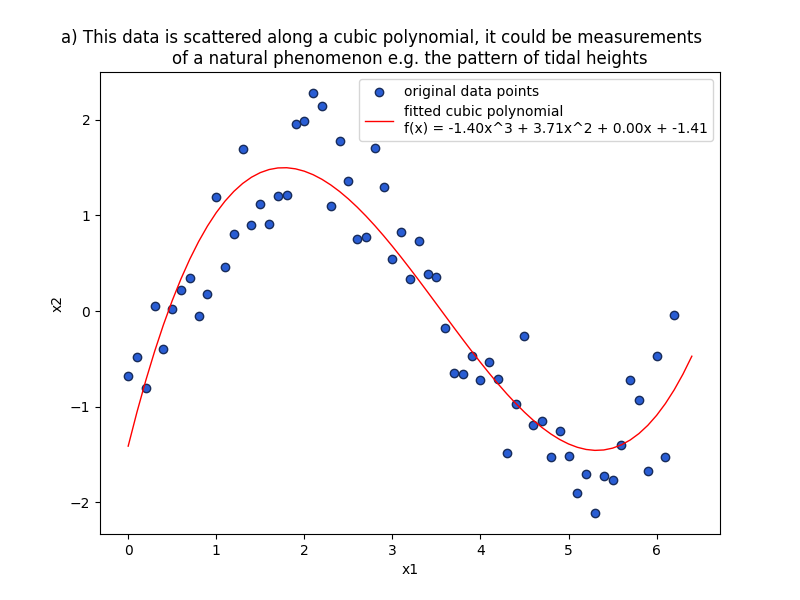 a) This data is scattered along a cubic polynomial, it could be measurements
of a natural phenomenon e.g. the pattern of tidal heights
original data points
fitted cubic polynomial
f(x) = -1.40x^3 + 3.71x^2 + 0.00x + -1.41
2
1
0
−1
−2
x2
0 1 2 3 4 5 6
x1